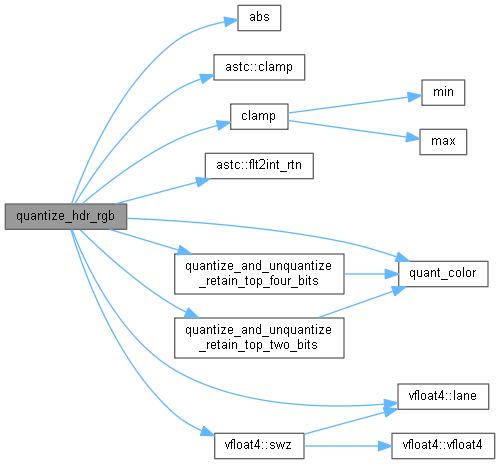 abs
astc::clamp
clamp
min
max
astc::flt2int_rtn
quantize_hdr_rgb
quantize_and_unquantize
_retain_top_four_bits
quant_color
quantize_and_unquantize
_retain_top_two_bits
vfloat4::lane
vfloat4::swz
vfloat4::vfloat4